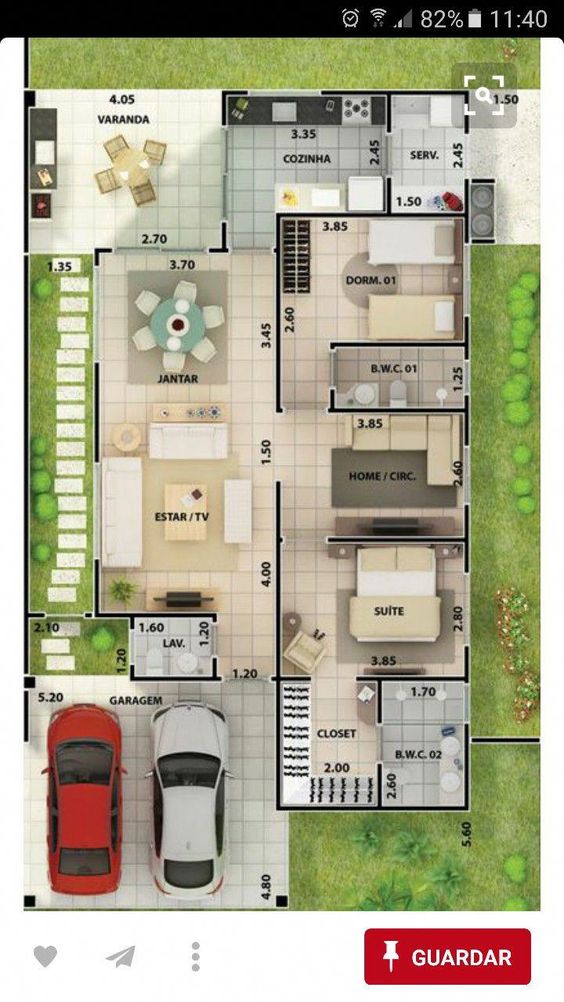 82% 11:40
4.05
VARANDA
1.50
3.35
COZINHA
2.45
SERV.
2.45
1.50
2.70
3.85
1.35
3.70
DORM. 01
2.60
3.45
JANTAR
B.W.C. 01
1.25
3.85
1.50
HOME / CIRC.
2.60
ESTAR / TV
4.00
SUÍTE
2.80
3.85
2.10
1.60
1.20
LAV.
1.20
1.20
5.20
GARAGEM
1.70
CLOSET
B.W.C. 02
2.00
2.60
5.60
4.80
GUARDAR